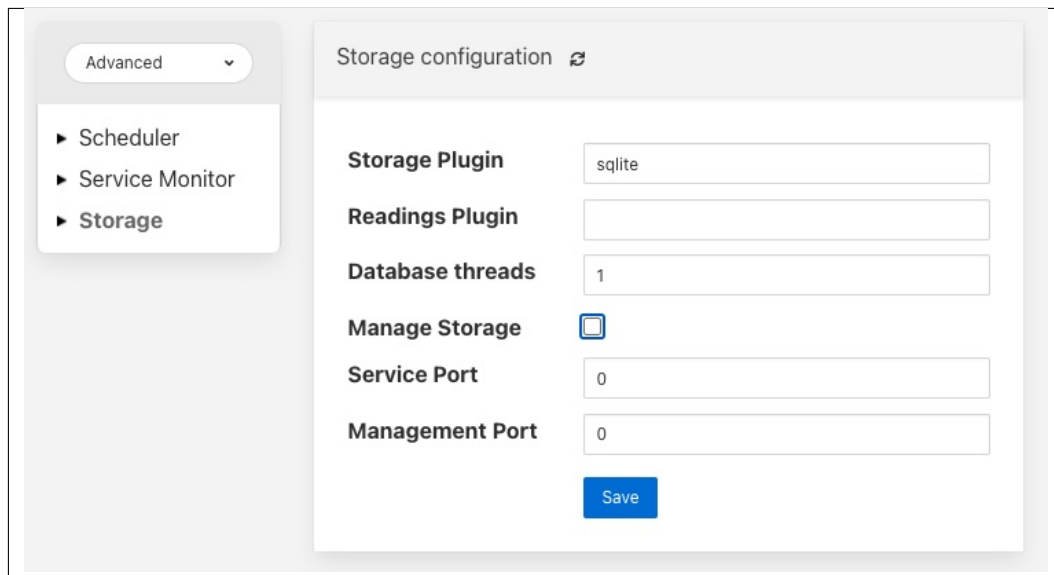 Advanced
Scheduler
Service Monitor
Storage
Storage configuration
Storage Plugin
sqlite
Readings Plugin
Database threads
1
Manage Storage
Service Port
0
Management Port
0
Save